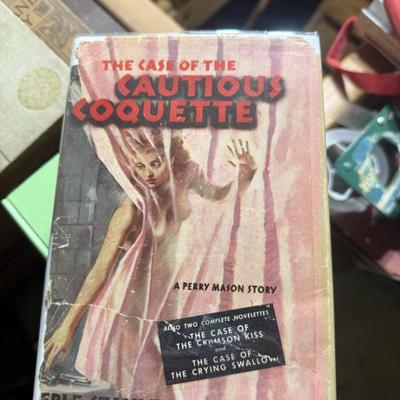 THE CASE OF THE
CAUTIOUS
COQUETTE
A PERRY MASON STORY
ALSO TWO COMPLETE NOVELETTES
THE CASE OF
THE CRIMSON KISS
and
THE CASE OF
THE CRYING SWALLOW